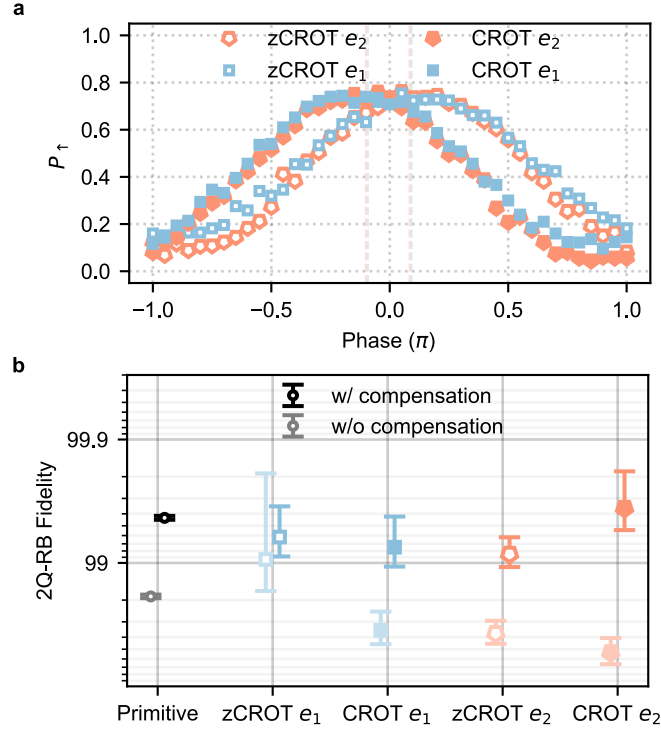 a
1.0
zCROT e₂ CROT e₂
0.8
zCROT e₁ CROT e₁
0.6
P↑
0.4
0.2
0.0
−1.0 −0.5 0.0 0.5 1.0
Phase (π)
b
w/ compensation
w/o compensation
99.9
2Q-RB Fidelity
99
Primitive zCROT e₁ CROT e₁ zCROT e₂ CROT e₂